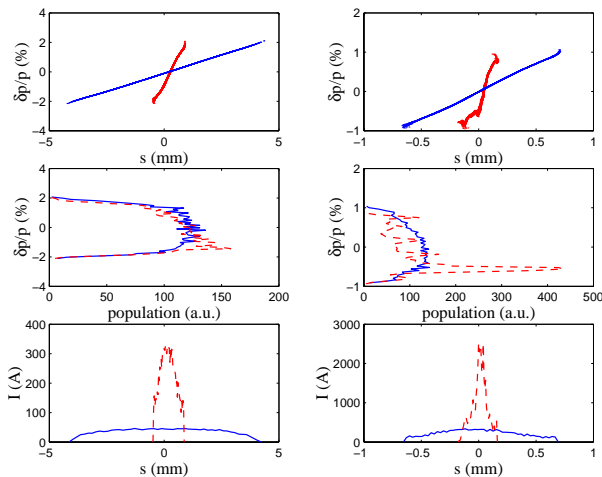 4
2
0
−2
−4
δp/p (%)
−5 0 5
s (mm)
2
1
0
−1
δp/p (%)
−1 −0.5 0 0.5 1
s (mm)
4
2
0
−2
−4
δp/p (%)
0 50 100 150 200
population (a.u.)
2
1
0
−1
δp/p (%)
0 100 200 300 400 500
population (a.u.)
400
300
200
100
0
I (A)
−5 0 5
s (mm)
3000
2000
1000
0
I (A)
−1 −0.5 0 0.5 1
s (mm)